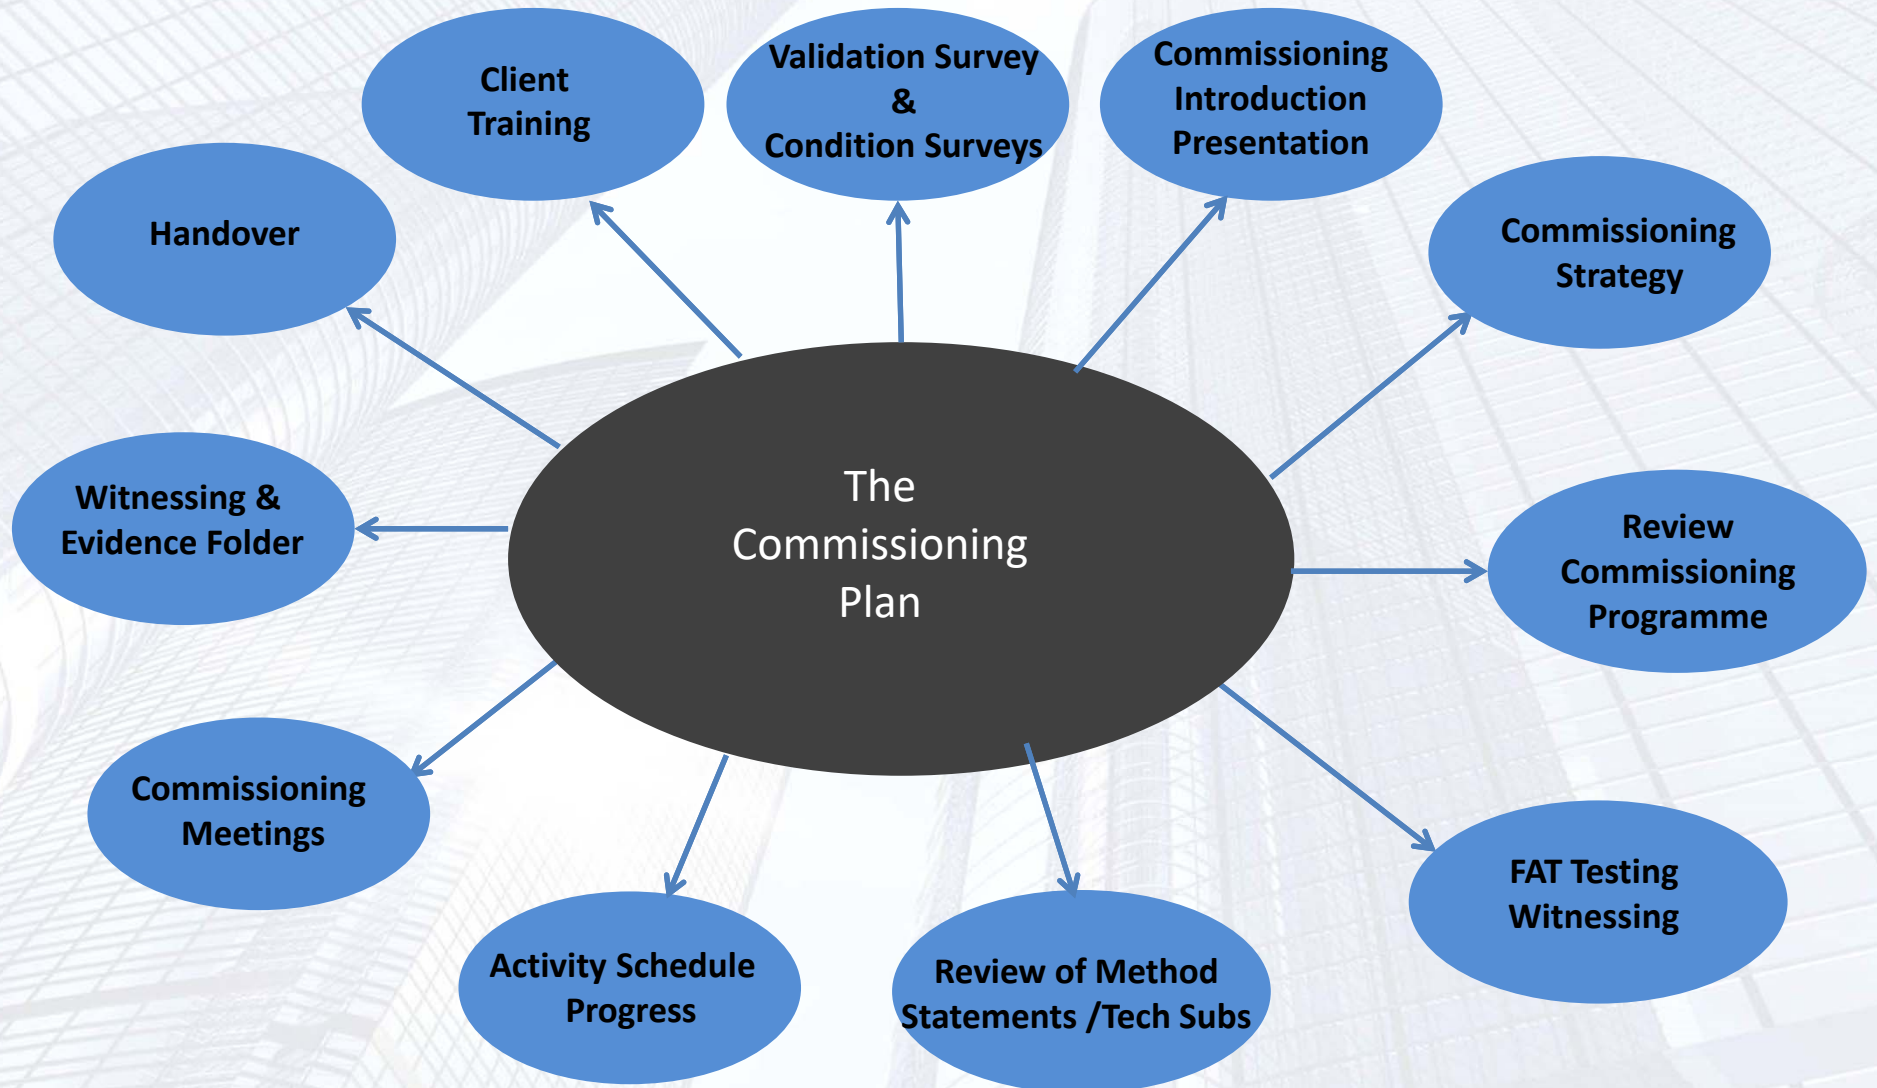 Validation Survey
&
Condition Surveys
Commissioning
Introduction
Presentation
Client
Training
Handover
Commissioning
Strategy
The
Commissioning
Plan
Witnessing &
Evidence Folder
Review
Commissioning
Programme
Commissioning
Meetings
FAT Testing
Witnessing
Activity Schedule
Progress
Review of Method
Statements /Tech Subs